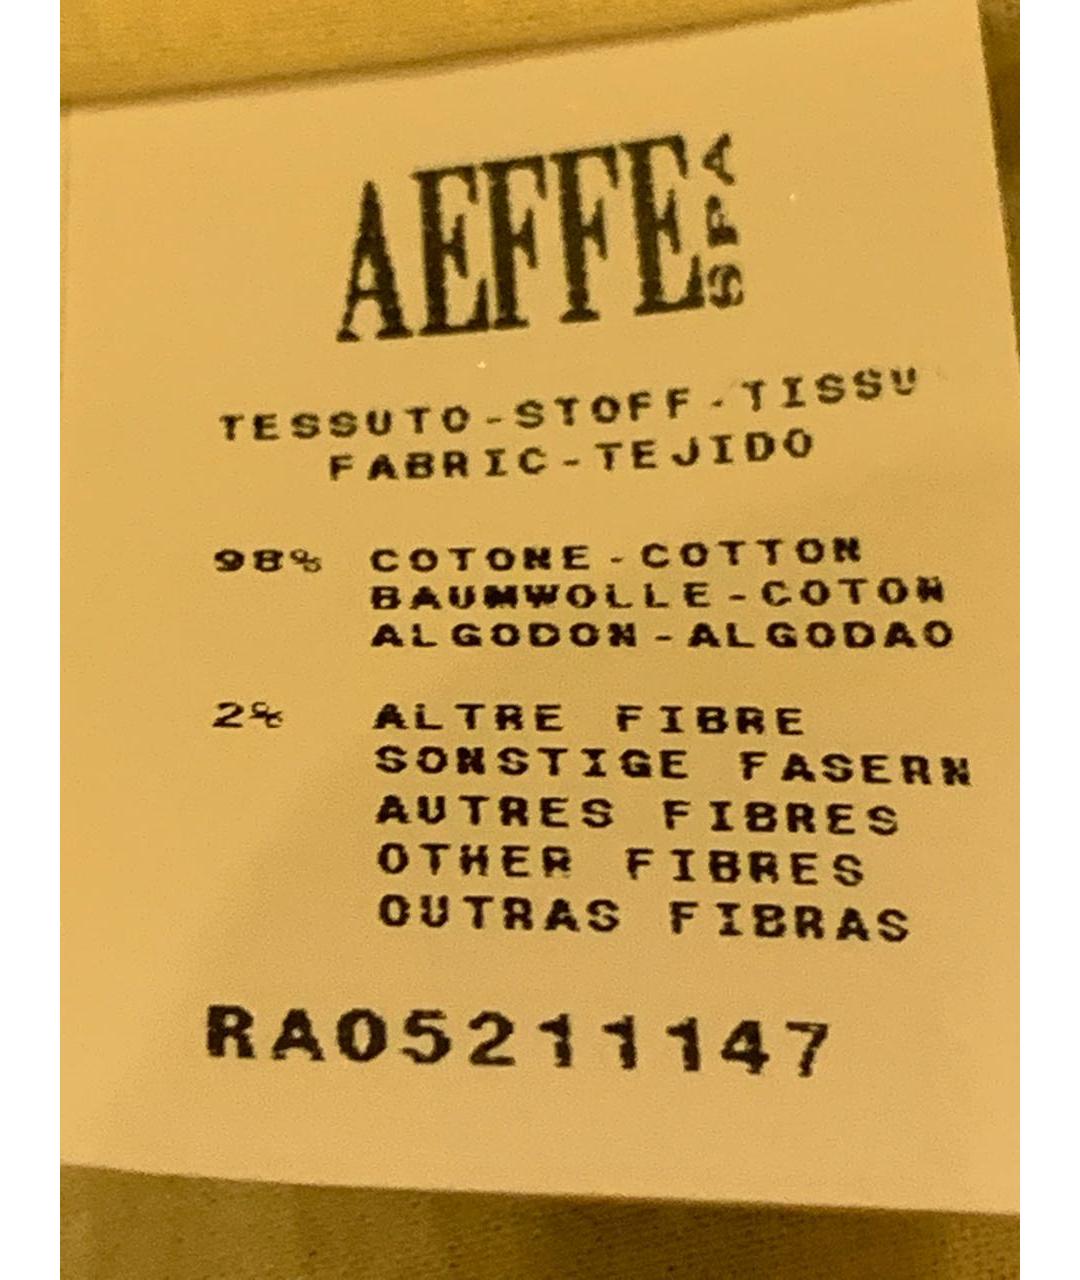 AEFFE SPA
TESSUTO-STOFF-TISSU
FABRIC-TEJIDO
98% COTONE-COTTON
BAUMWOLLE-COTON
ALGODON-ALGODAO
2% ALTRE FIBRE
SONSTIGE FASERN
AUTRES FIBRES
OTHER FIBRES
OUTRAS FIBRAS
RA05211147